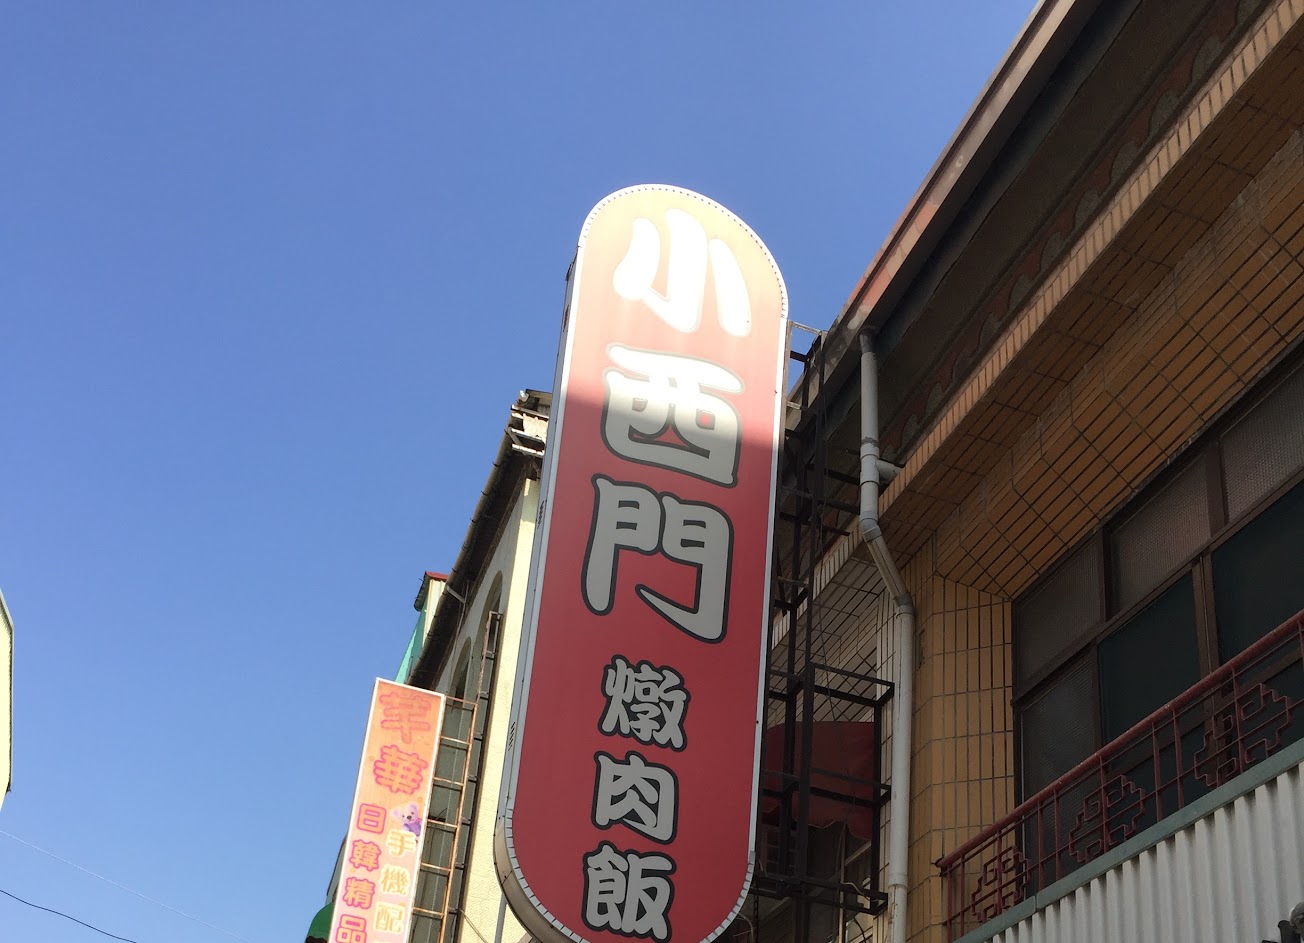 小西門
燉肉飯
華
日韓精品
手機配